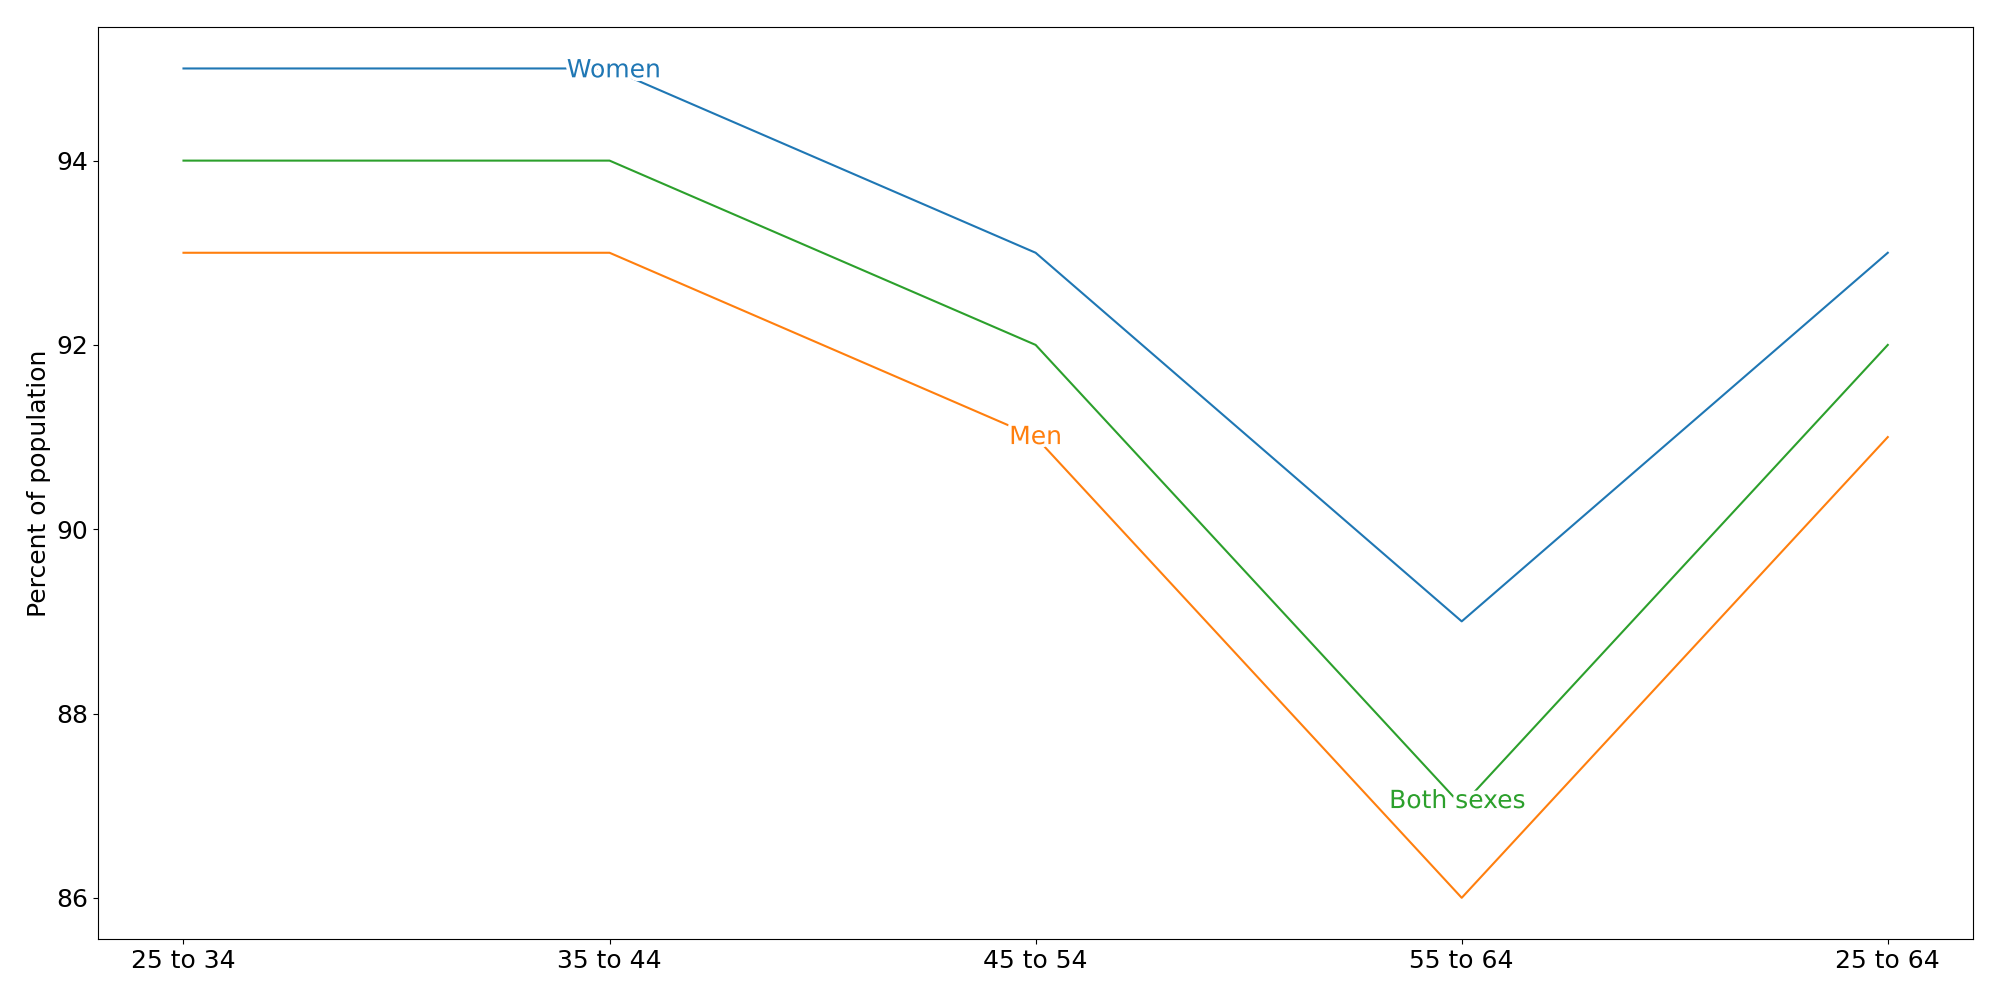 Women
94
92
Men
90
88
Both sexes
86
Percent of population
25 to 34
35 to 44
45 to 54
55 to 64
25 to 64